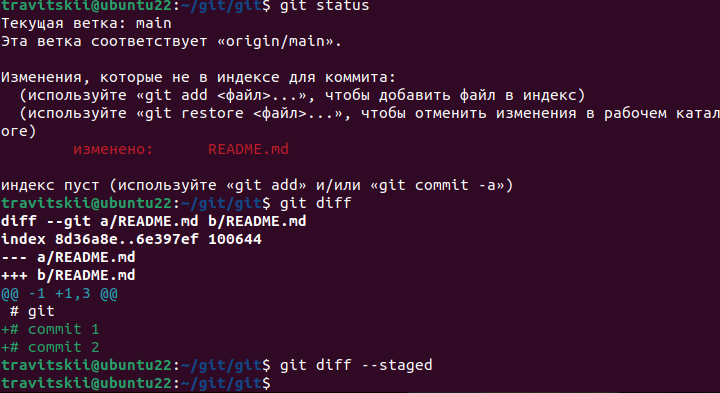 travitskii@ubuntu22:~/git/git$ git status
Текущая ветка: main
Эта ветка соответствует «origin/main».
Изменения, которые не в индексе для коммита:
  (используйте «git add <файл>...», чтобы добавить файл в индекс)
  (используйте «git restore <файл>...», чтобы отменить изменения в рабочем катал
оге)
        изменено:      README.md
индекс пуст (используйте «git add» и/или «git commit -a»)
travitskii@ubuntu22:~/git/git$ git diff
diff --git a/README.md b/README.md
index 8d36a8e..6e397ef 100644
--- a/README.md
+++ b/README.md
@@ -1 +1,3 @@
 # git
+# commit 1
+# commit 2
travitskii@ubuntu22:~/git/git$ git diff --staged
travitskii@ubuntu22:~/git/git$